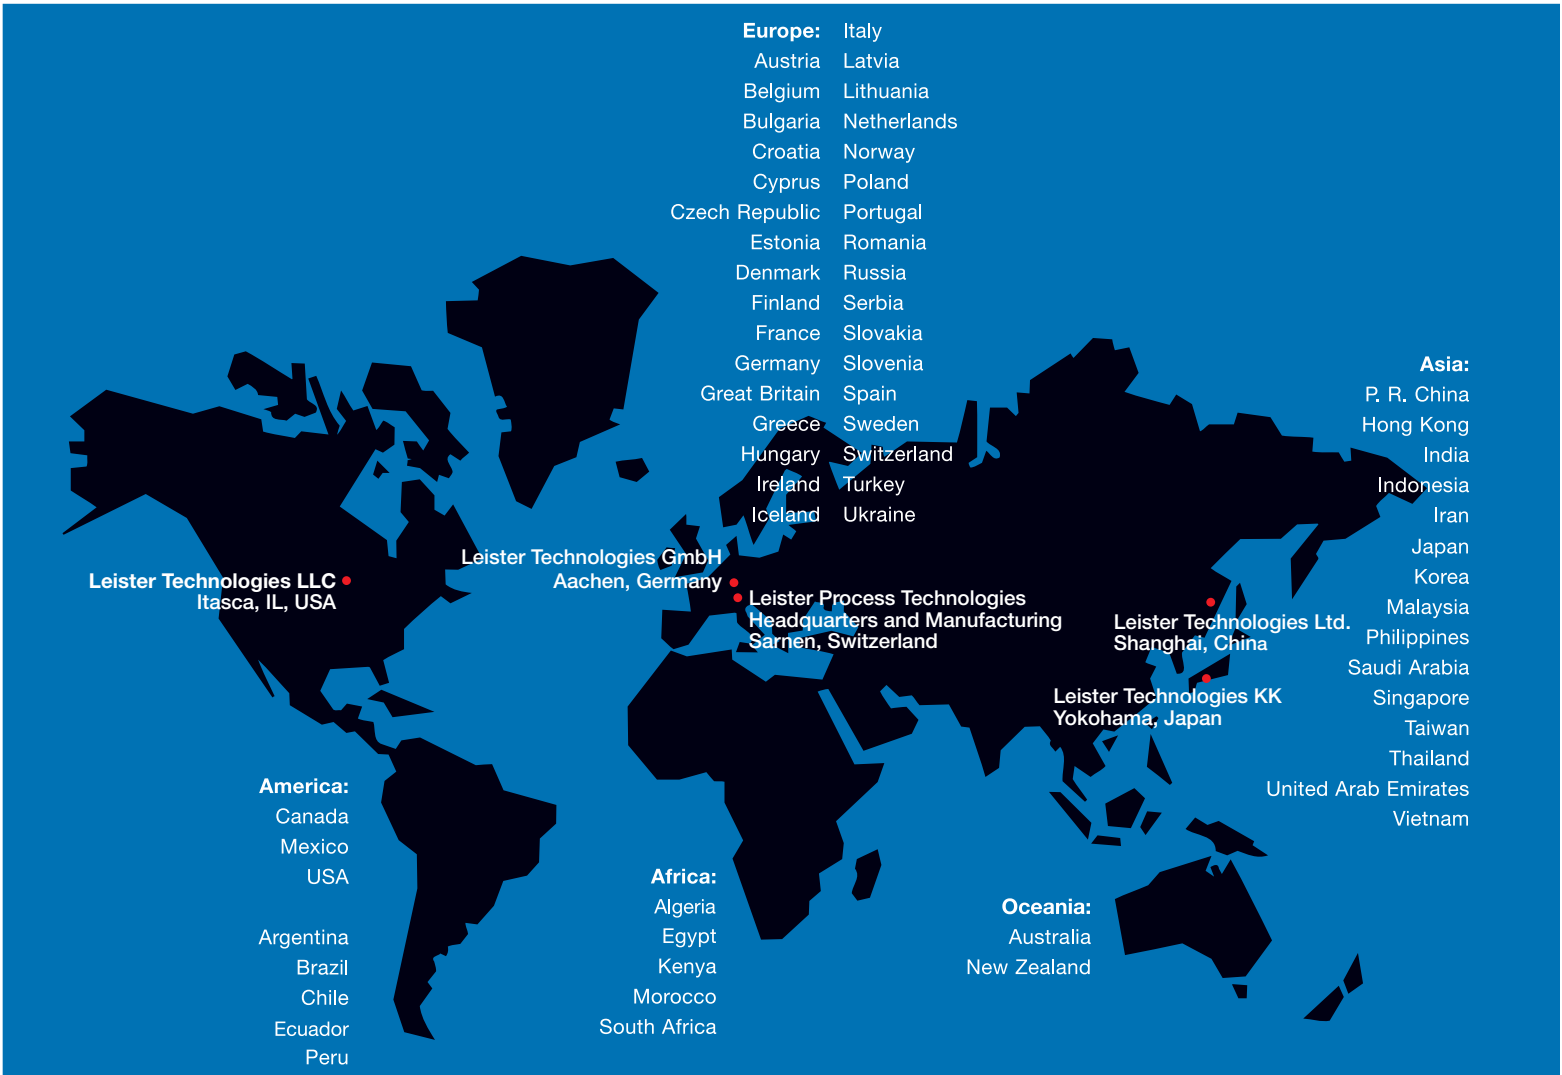 Europe:
Austria
Belgium
Bulgaria
Croatia
Cyprus
Czech Republic
Estonia
Denmark
Finland
France
Germany
Great Britain
Greece
Hungary
Ireland
Iceland
Italy
Latvia
Lithuania
Netherlands
Norway
Poland
Portugal
Romania
Russia
Serbia
Slovakia
Slovenia
Spain
Sweden
Switzerland
Turkey
Ukraine
Asia:
P. R. China
Hong Kong
India
Indonesia
Iran
Japan
Korea
Malaysia
Philippines
Saudi Arabia
Singapore
Taiwan
Thailand
United Arab Emirates
Vietnam
Leister Technologies LLC
Itasca, IL, USA
Leister Technologies GmbH
Aachen, Germany
Leister Process Technologies
Headquarters and Manufacturing
Sarnen, Switzerland
Leister Technologies Ltd.
Shanghai, China
Leister Technologies KK
Yokohama, Japan
America:
Canada
Mexico
USA
Argentina
Brazil
Chile
Ecuador
Peru
Africa:
Algeria
Egypt
Kenya
Morocco
South Africa
Oceania:
Australia
New Zealand